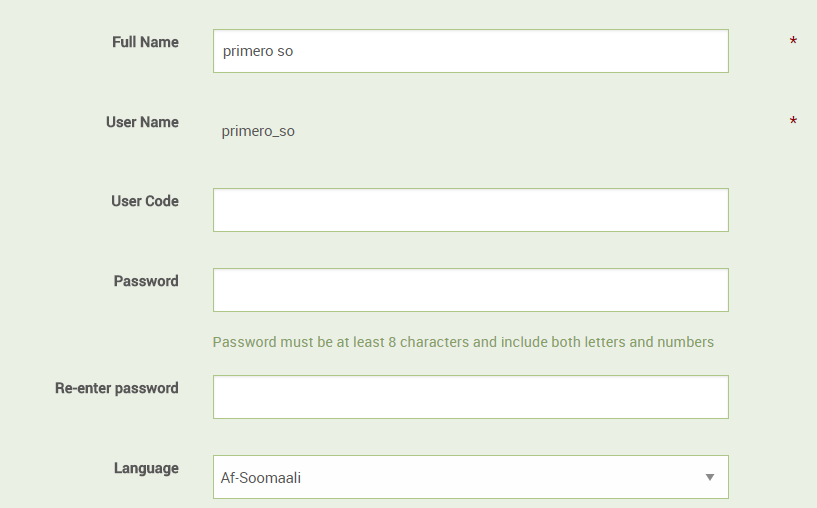 Full Name primero so *
User Name primero_so *
User Code
Password
Password must be at least 8 characters and include both letters and numbers
Re-enter password
Language Af-Soomaali